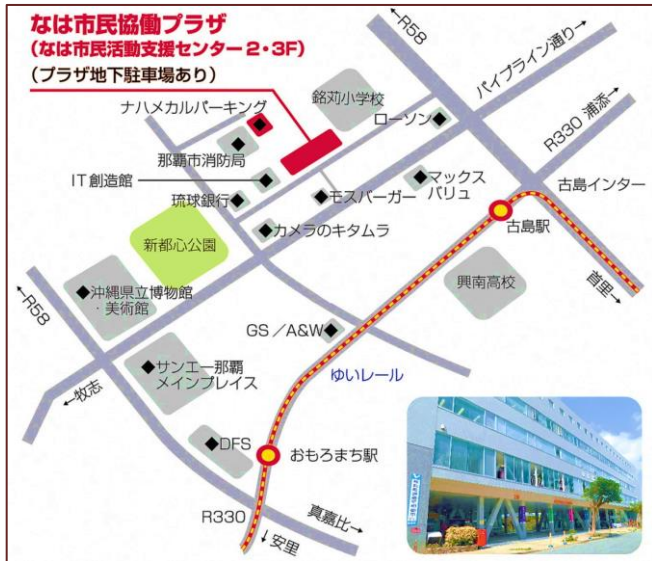 なは市民協働プラザ
(なは市民活動支援センター2・3F)
(プラザ地下駐車場あり)
←R58
パイプライン通り→
銘苅小学校
ナハメカルパーキング
ローソン◆
R330 浦添→
◆
那覇市消防局
IT創造館
◆
琉球銀行◆
◆
モスバーガー
◆
マックス
バリュ
古島インター
◆
カメラのキタムラ
古島駅
新都心公園
興南高校
首里→
←R58
◆沖縄県立博物館
・美術館
GS/A&W◆
ゆいレール
◆サンエー那覇
メインプレイス
←牧志
◆DFS
おもろまち駅
R330
↓安里
真嘉比→